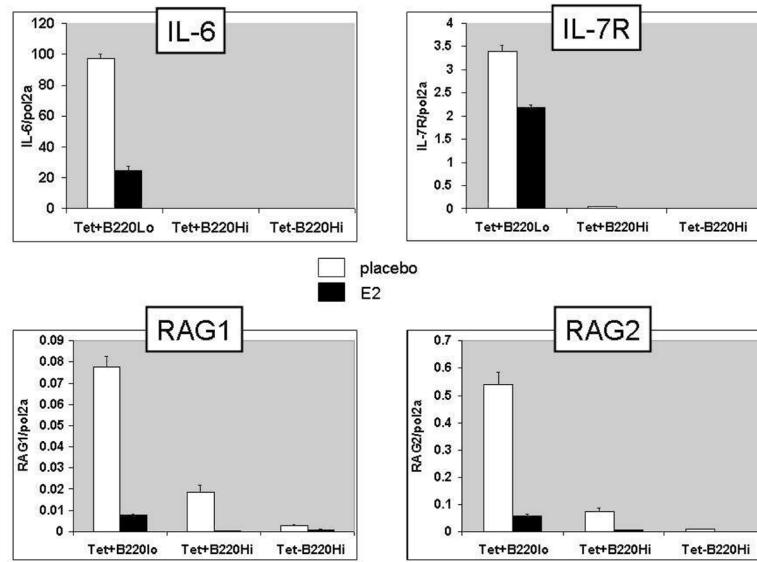 IL-6
120
100
80
60
40
20
0
IL-6/pol2a
Tet+B220Lo Tet+B220Hi Tet-B220Hi
IL-7R
4
3.5
3
2.5
2
1.5
1
0.5
0
IL-7R/pol2a
Tet+B220Lo Tet+B220Hi Tet-B220Hi
placebo
E2
RAG1
0.09
0.08
0.07
0.06
0.05
0.04
0.03
0.02
0.01
0
RAG1/pol2a
Tet+B220lo Tet+B220Hi Tet-B220Hi
RAG2
0.7
0.6
0.5
0.4
0.3
0.2
0.1
0
RAG2/pol2a
Tet+B220lo Tet+B220Hi Tet-B220Hi